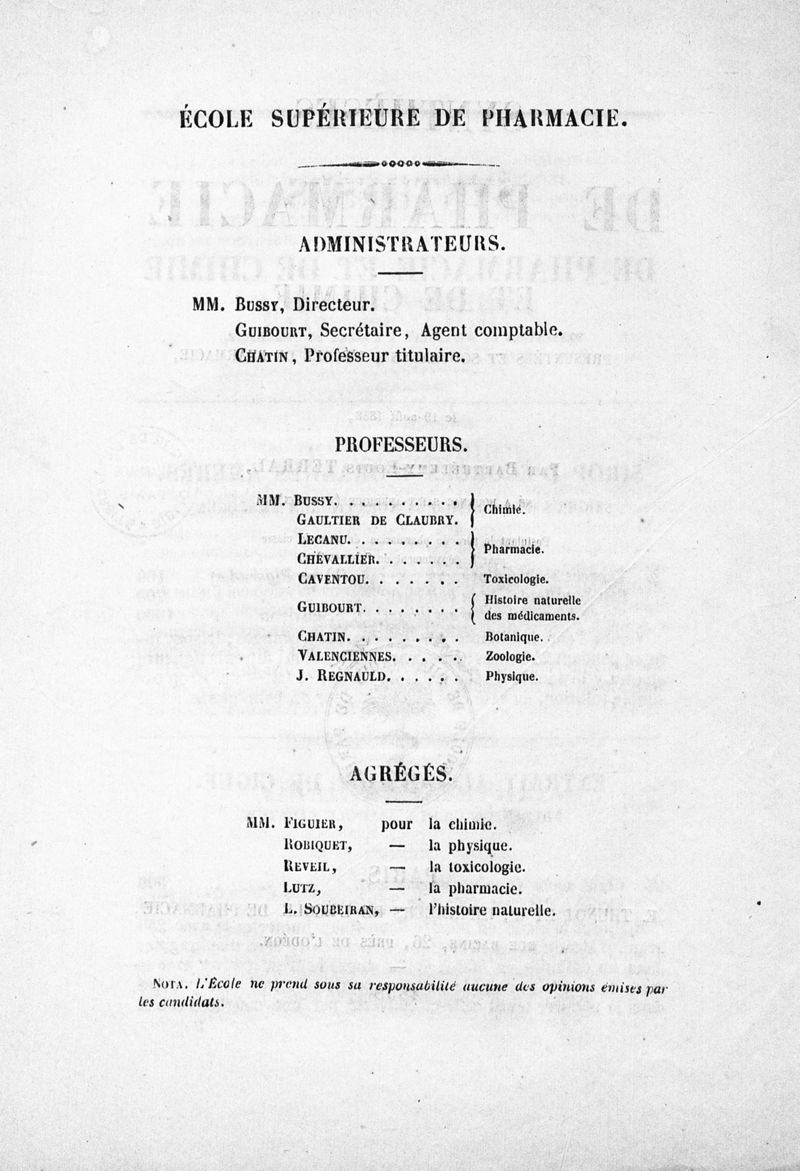 ÉCOLE SUPÉRIEURE DE PHARMACIE.
ADMINISTRATEURS.
MM. Bussy, Directeur.
Guibourt, Secrétaire, Agent comptable.
Chatin, Professeur titulaire.
PROFESSEURS.
MM. Bussy. . . . . . . . . . } Chimie.
Gaultier de Claubry.
Lecanu. . . . . . . . . } Pharmacie.
Chevallier. . . . . . .
Caventou. . . . . . . Toxicologie.
Guibourt. . . . . . . . { Histoire naturelle
des médicaments.
Chatin. . . . . . . . . Botanique.
Valenciennes. . . . . Zoologie.
J. Regnauld. . . . . . Physique.
AGRÉGÉS.
MM. Figuier, pour la chimie.
Robiquet, — la physique.
Reveil, — la toxicologie.
Lutz, — la pharmacie.
L. Soubeiran, — l'histoire naturelle.
Nota. L'École ne prend sous sa responsabilité aucune des opinions émises par
les candidats.